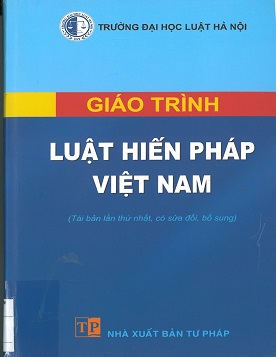 TRƯỜNG ĐẠI HỌC LUẬT HÀ NỘI
GIÁO TRÌNH
LUẬT HIẾN PHÁP
VIỆT NAM
(Tái bản lần thứ nhất, có sửa đổi, bổ sung)
TP
NHÀ XUẤT BẢN TƯ PHÁP